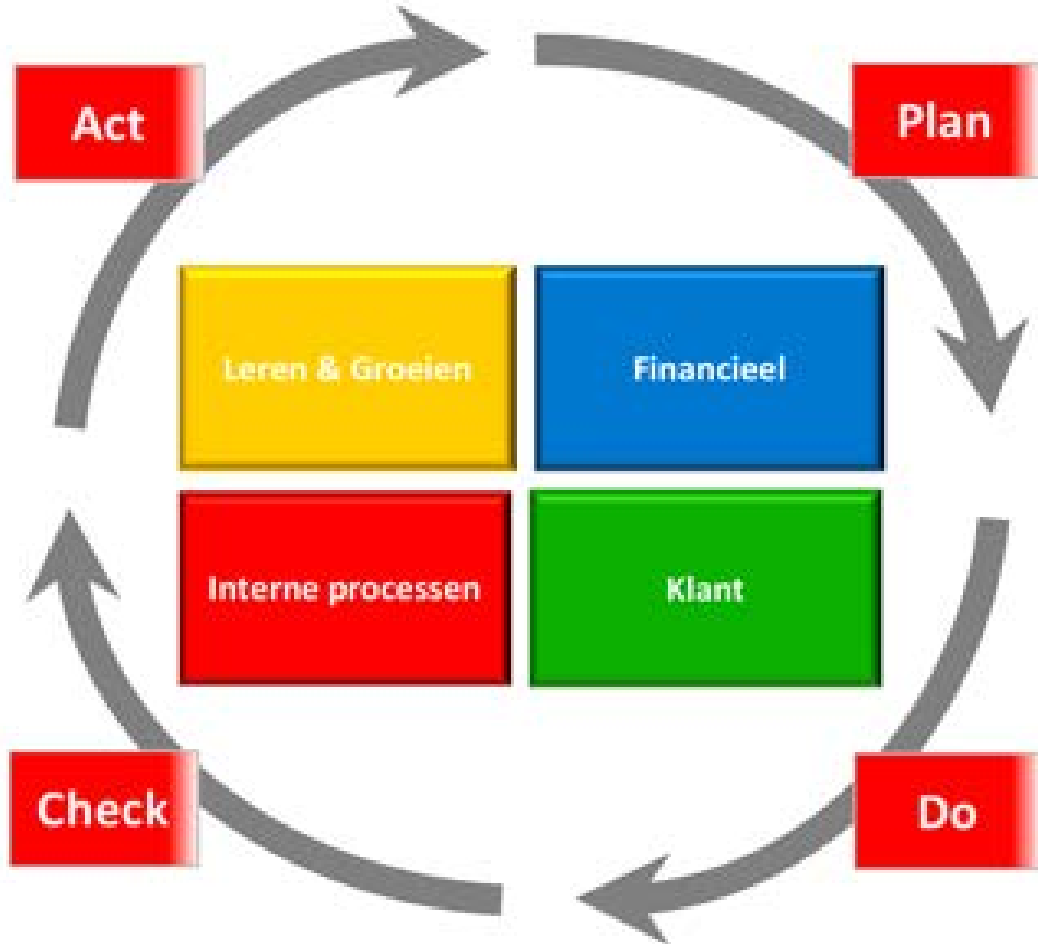 Act
Plan
Leren & Groeien
Financieel
Interne processen
Klant
Check
Do